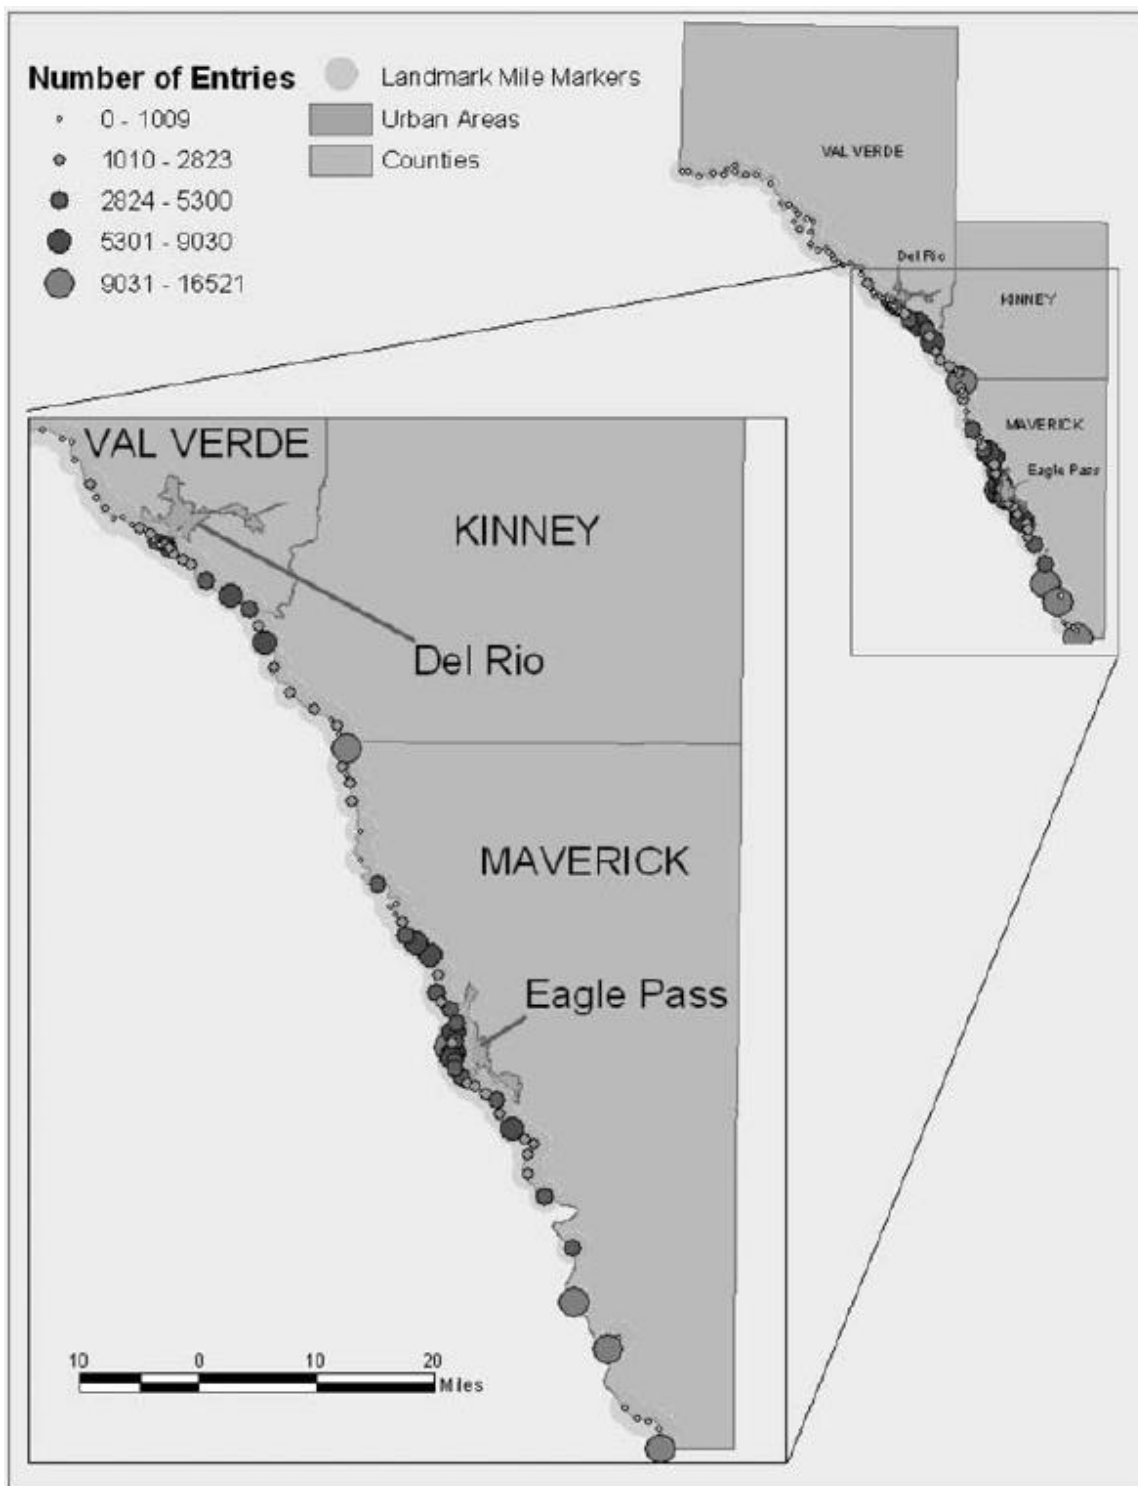 Number of Entries
0 - 1009
1010 - 2823
2824 - 5300
5301 - 9030
9031 - 16521
Landmark Mile Markers
Urban Areas
Counties
VAL VERDE
Del Rio
KINNEY
MAVERICK
Eagle Pass
VAL VERDE
KINNEY
Del Rio
MAVERICK
Eagle Pass
10 0 10 20
Miles